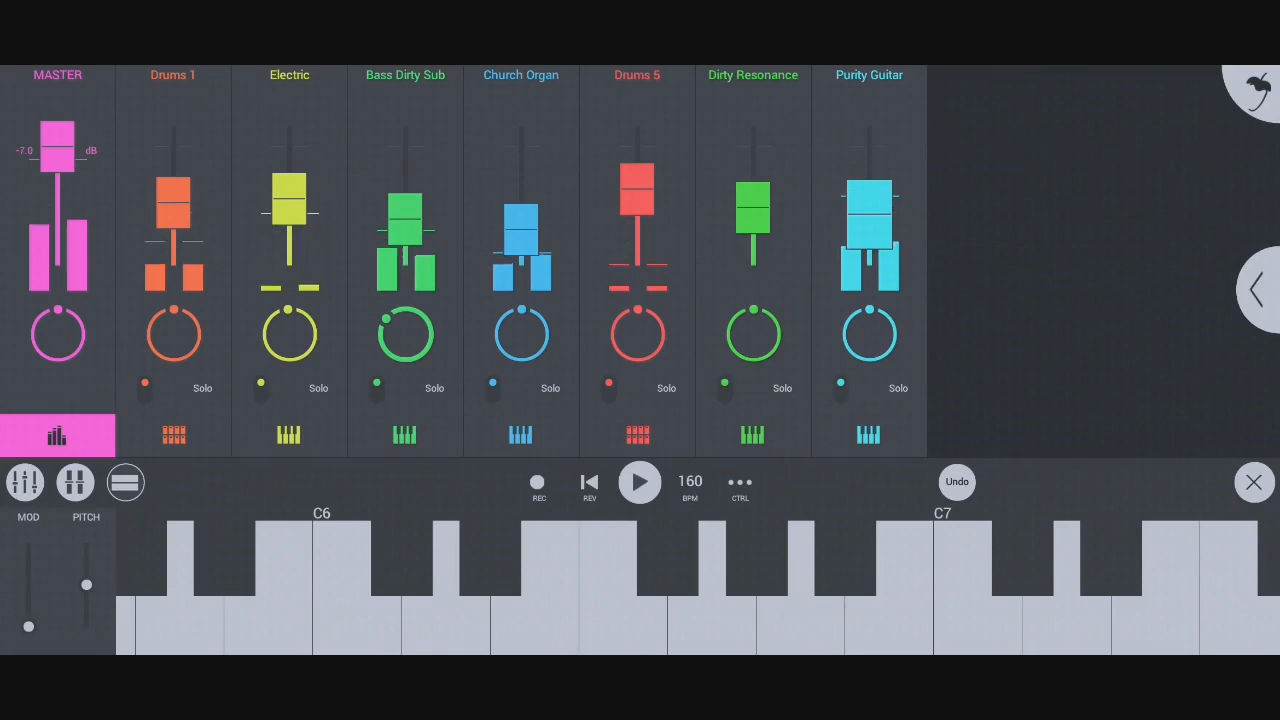 MASTER
Drums 1
Electric
Bass Dirty Sub
Church Organ
Drums 5
Dirty Resonance
Purity Guitar
-7.0 dB
Solo
Solo
Solo
Solo
Solo
Solo
Solo
REC
REV
160
BPM
CTRL
Undo
MOD
PITCH
C6
C7